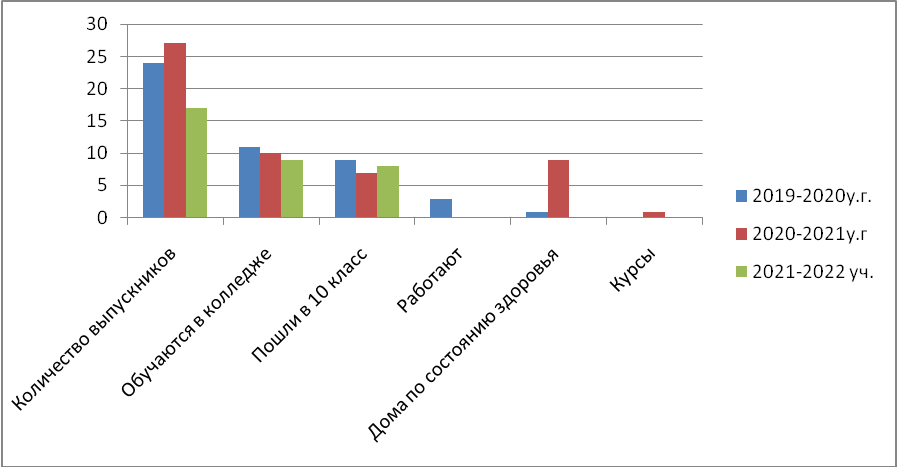 30
25
20
15
10
5
0
Количество выпускников
Обучаются в колледже
Пошли в 10 класс
Работают
Дома по состоянию здоровья
Курсы
2019-2020у.г.
2020-2021у.г
2021-2022 уч.